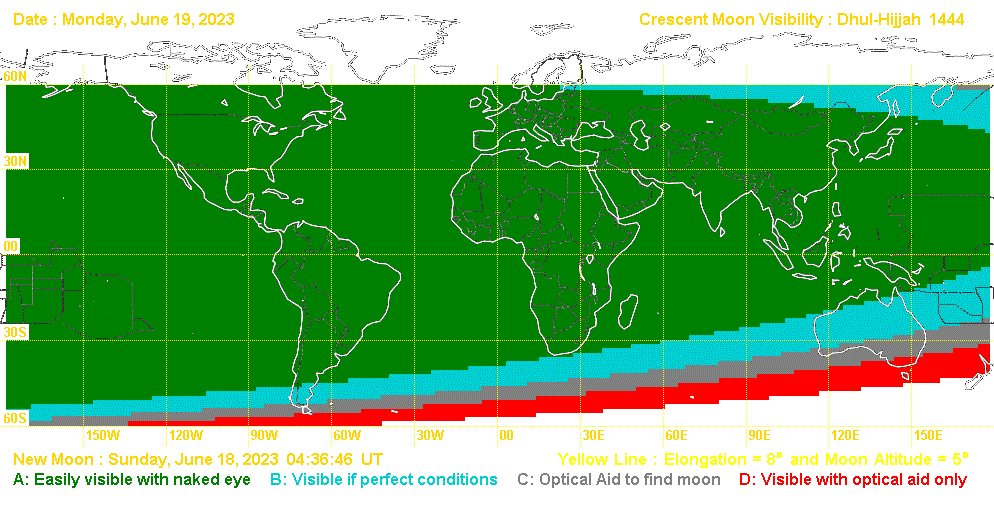 Date : Monday, June 19, 2023 Crescent Moon Visibility : Dhul-Hijjah 1444
60N
30N
00
30S
60S
150W 120W 90W 60W 30W 00 30E 60E 90E 120E 150E
New Moon : Sunday, June 18, 2023 04:36:46 UT Yellow Line : Elongation = 8° and Moon Altitude = 5°
A: Easily visible with naked eye B: Visible if perfect conditions C: Optical Aid to find moon D: Visible with optical aid only